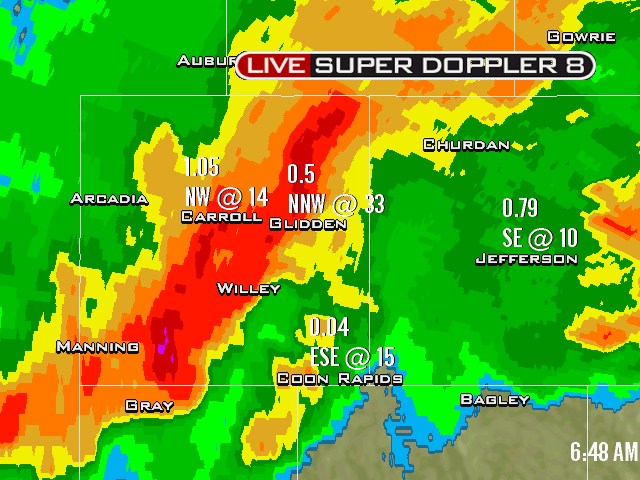 GOWRIE
AUBUR
LIVE SUPER DOPPLER 8
CHURDAN
1.05
NW @ 14
0.5
NNW @ 33
ARCADIA
CARROLL
GLIDDEN
0.79
SE @ 10
JEFFERSON
WILLEY
0.04
ESE @ 15
MANNING
COON RAPIDS
GRAY
BAGLEY
6:48 AM